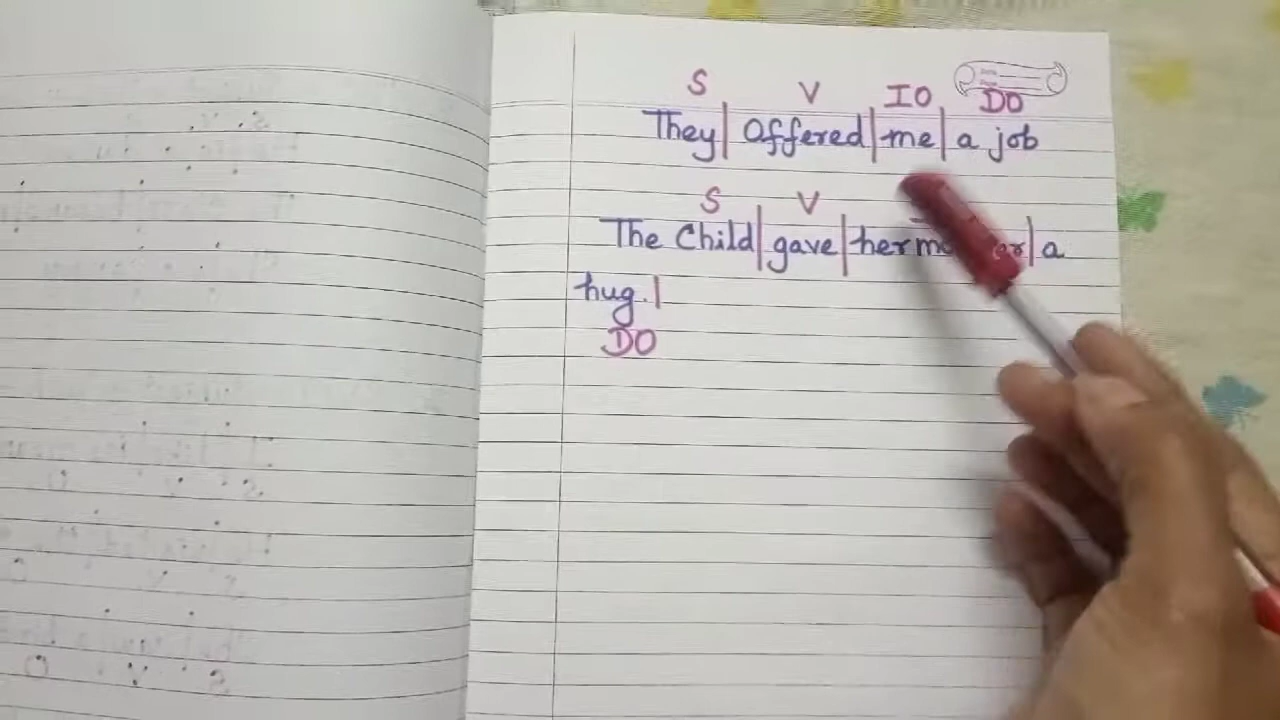 S V IO DO
They| Offered| me| a job
S V
The Child| gave| her| a
hug.|
DO